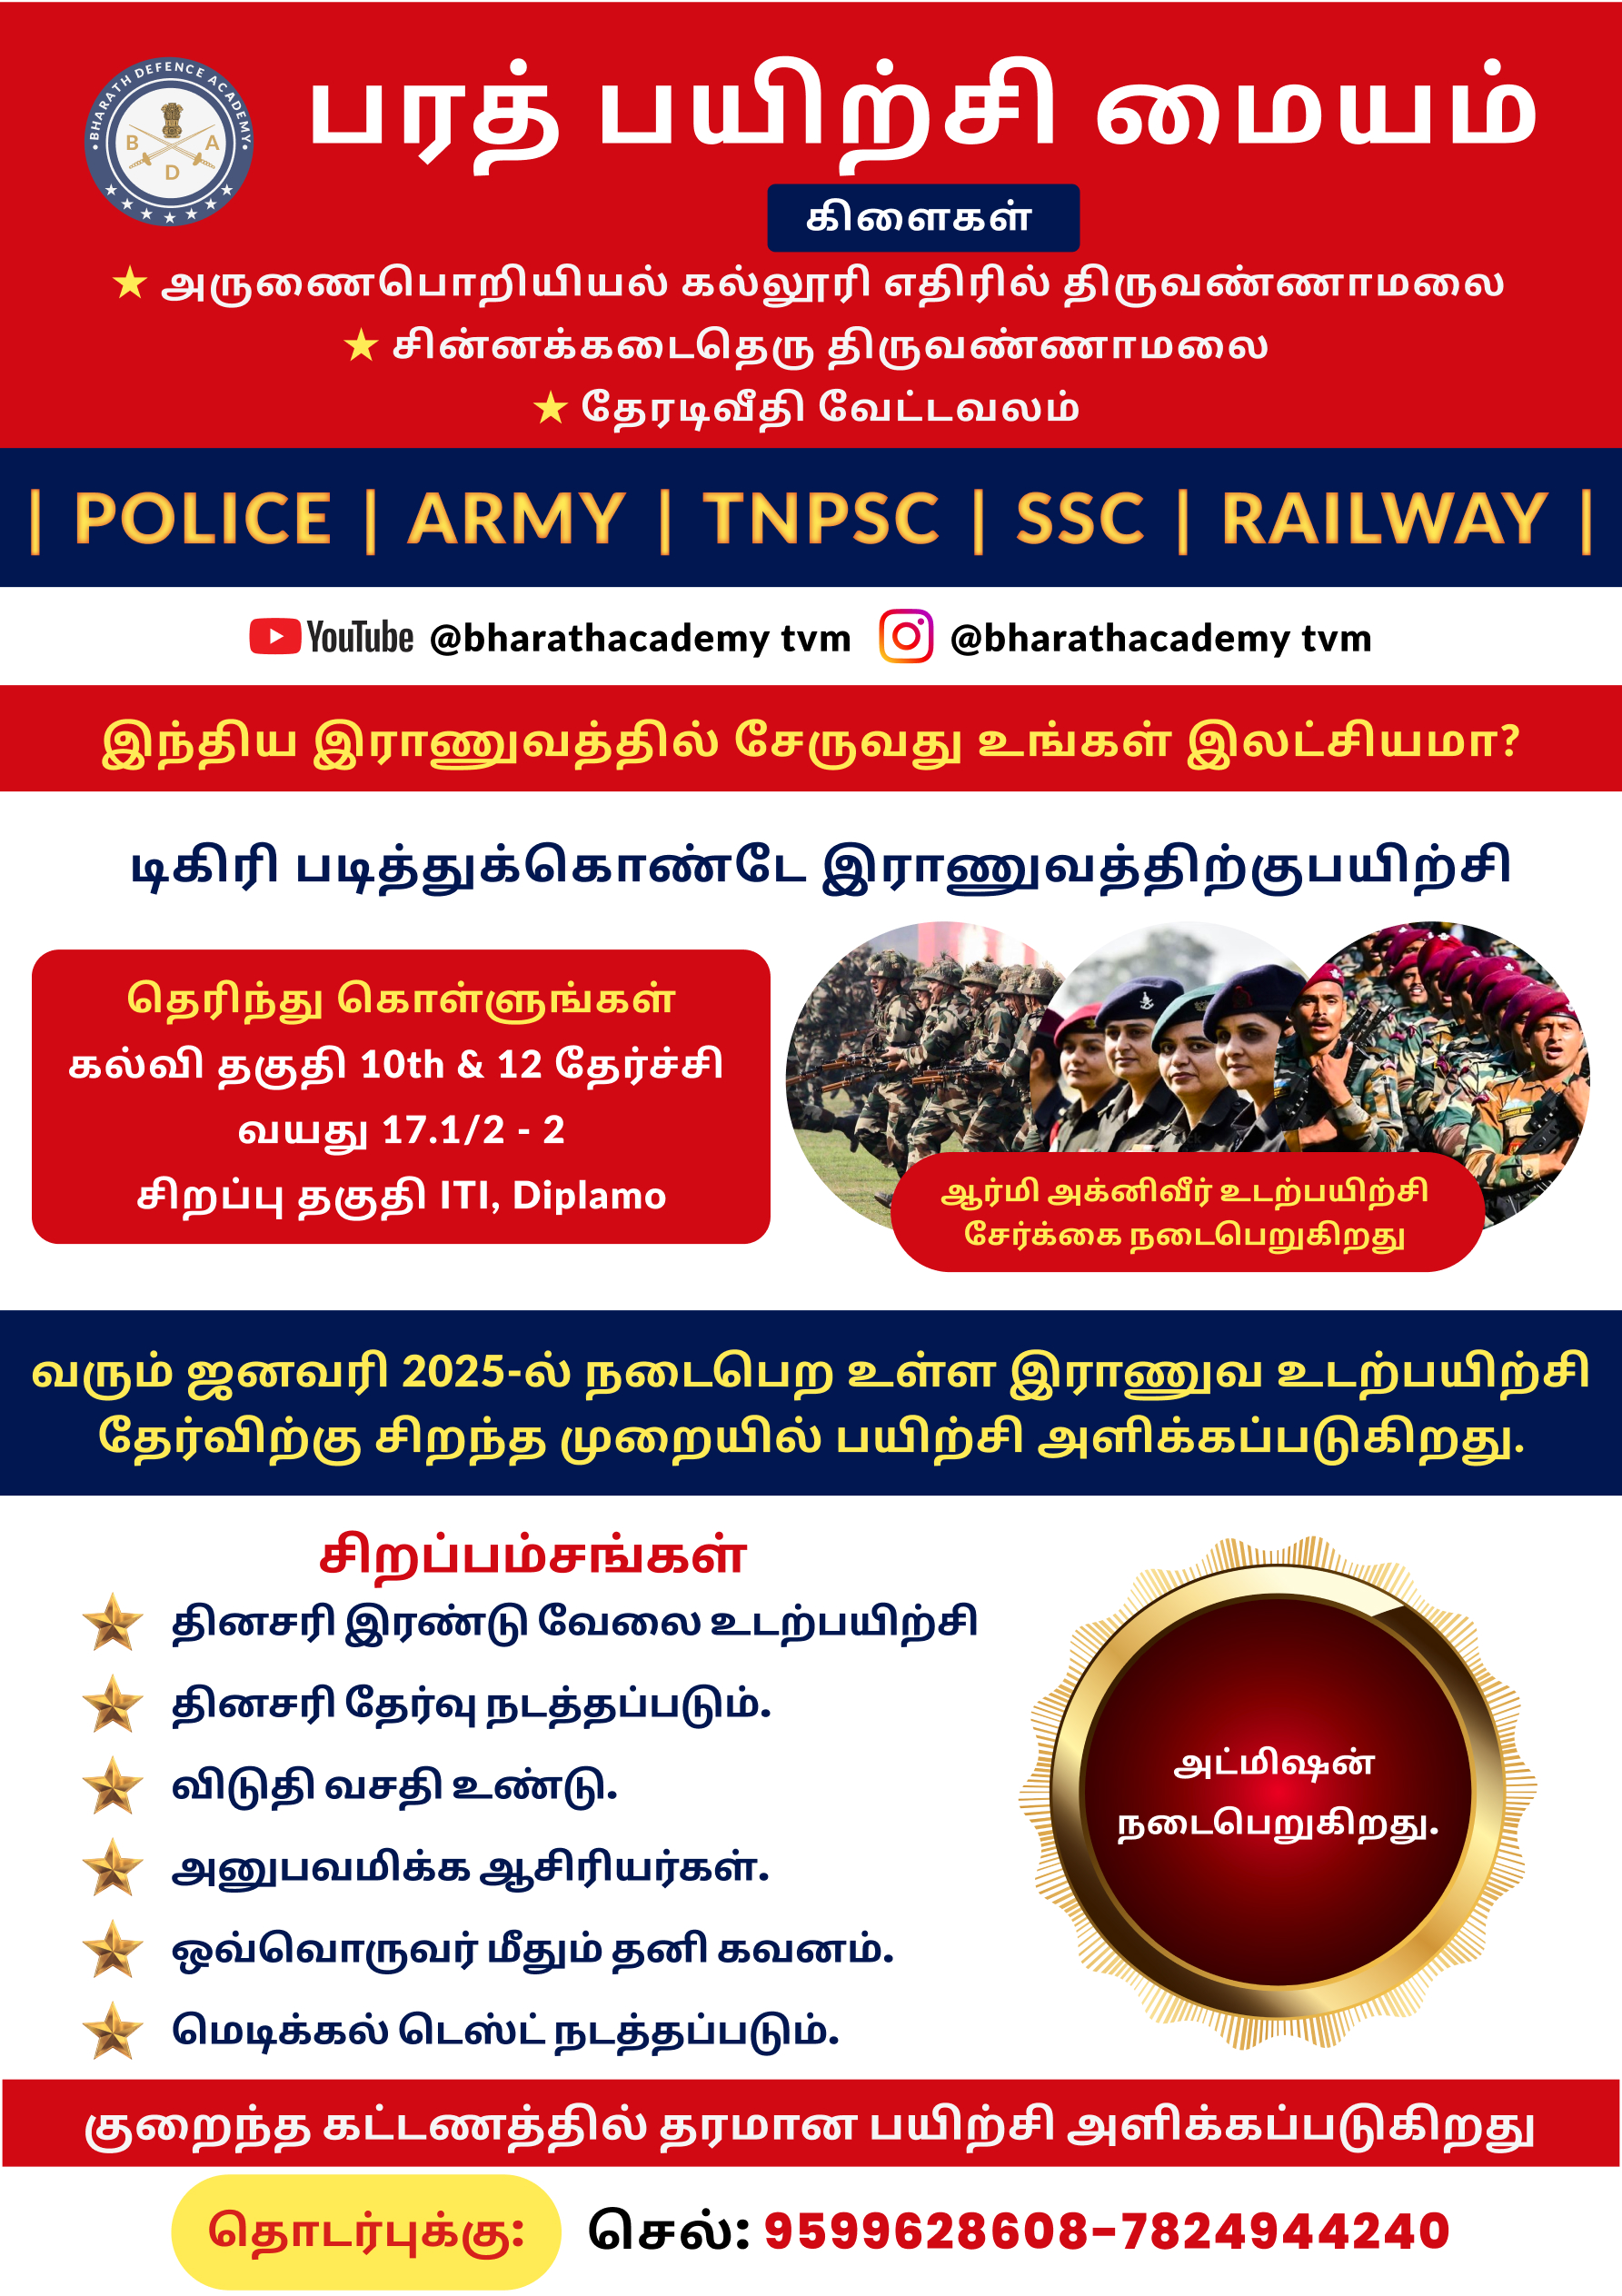 BHARATH DEFENCE ACADEMY
B A
D
பரத் பயிற்சி மையம்
கிளைகள்
அருணைபொறியியல் கல்லூரி எதிரில் திருவண்ணாமலை
சின்னக்கடைதெரு திருவண்ணாமலை
தேரடிவீதி வேட்டவலம்
| POLICE | ARMY | TNPSC | SSC | RAILWAY |
YouTube @bharathacademy tvm @bharathacademy tvm
இந்திய இராணுவத்தில் சேருவது உங்கள் இலட்சியமா?
டிகிரி படித்துக்கொண்டே இராணுவத்திற்குபயிற்சி
தெரிந்து கொள்ளுங்கள்
கல்வி தகுதி 10th & 12 தேர்ச்சி
வயது 17.1/2 - 2
சிறப்பு தகுதி ITI, Diplamo
ஆர்மி அக்னிவீர் உடற்பயிற்சி
சேர்க்கை நடைபெறுகிறது
வரும் ஜனவரி 2025-ல் நடைபெற உள்ள இராணுவ உடற்பயிற்சி
தேர்விற்கு சிறந்த முறையில் பயிற்சி அளிக்கப்படுகிறது.
சிறப்பம்சங்கள்
தினசரி இரண்டு வேலை உடற்பயிற்சி
தினசரி தேர்வு நடத்தப்படும்.
விடுதி வசதி உண்டு.
அனுபவமிக்க ஆசிரியர்கள்.
ஒவ்வொருவர் மீதும் தனி கவனம்.
மெடிக்கல் டெஸ்ட் நடத்தப்படும்.
அட்மிஷன்
நடைபெறுகிறது.
குறைந்த கட்டணத்தில் தரமான பயிற்சி அளிக்கப்படுகிறது
தொடர்புக்கு: செல்: 9599628608-7824944240